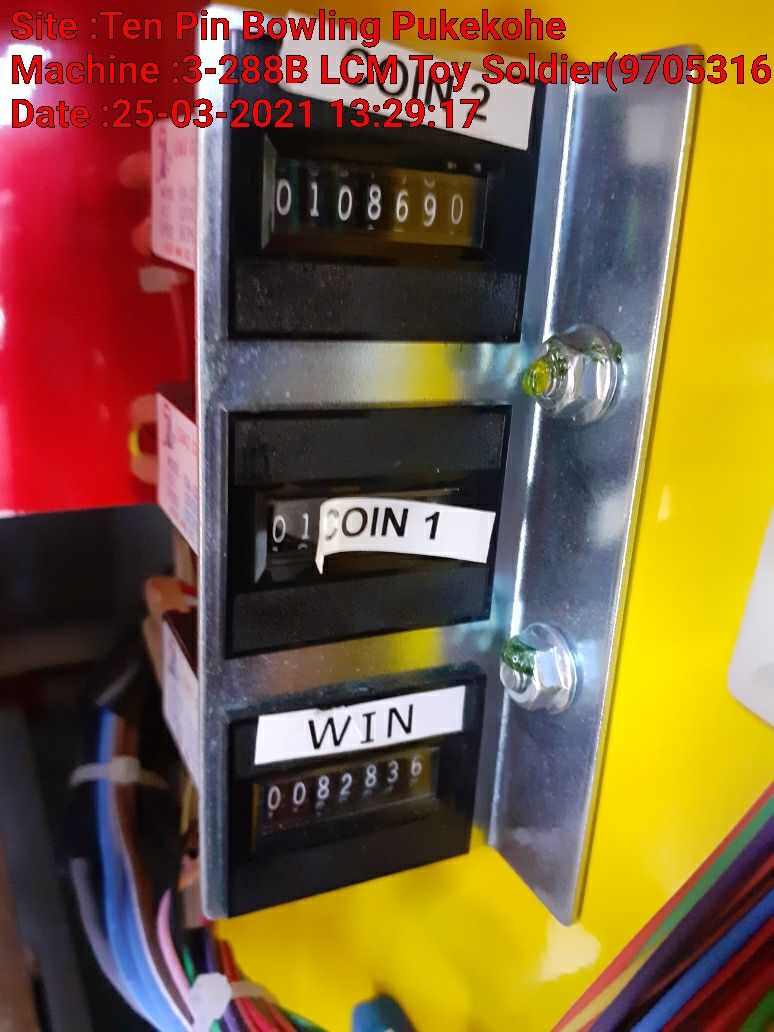 Site :Ten Pin Bowling Pukekohe
Machine :3-288B LCM Toy Soldier(9705316
Date :25-03-2021 13:29:17
COIN 2
0108690
01
COIN 1
WIN
0082836